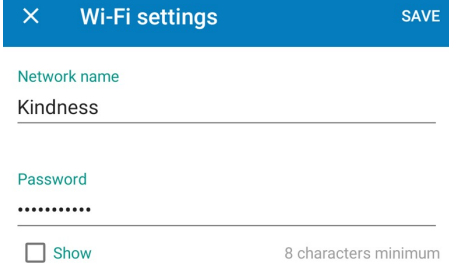 × Wi-Fi settings SAVE
Network name
Kindness
Password
•••••••••••
Show 8 characters minimum